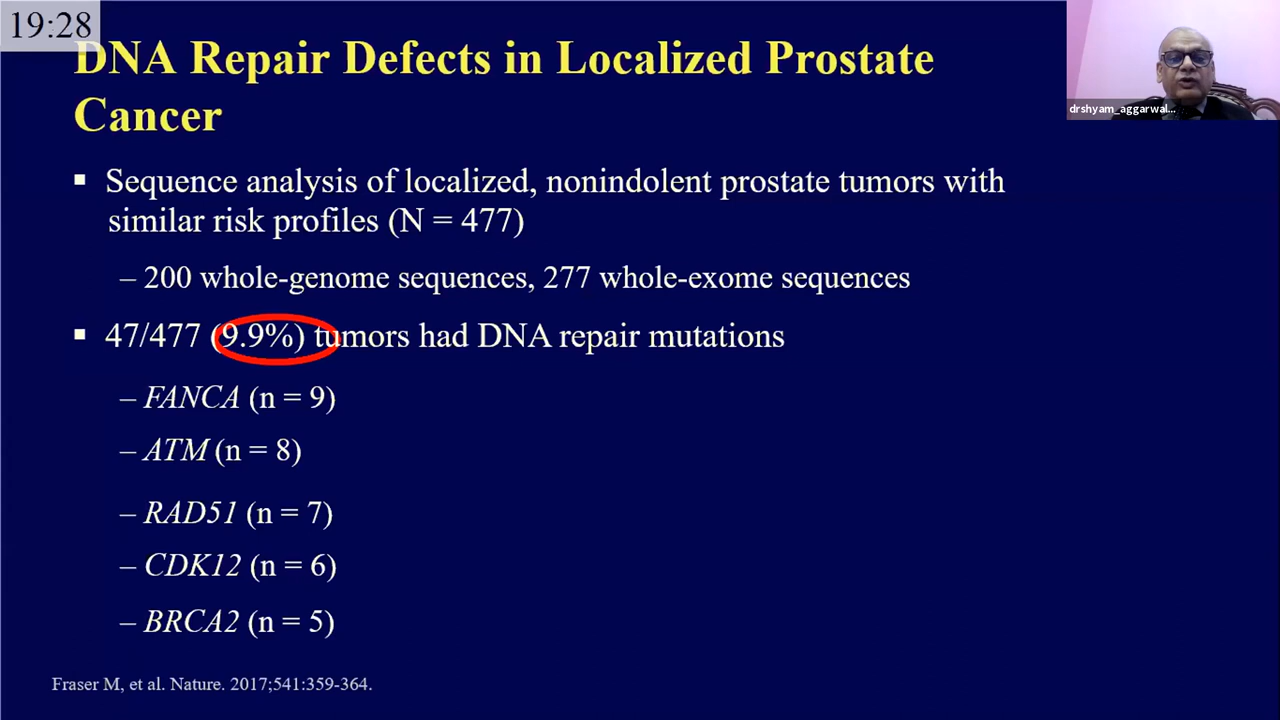 19:28
DNA Repair Defects in Localized Prostate
Cancer
drshyam_aggarwal...
▪ Sequence analysis of localized, nonindolent prostate tumors with
similar risk profiles (N = 477)
– 200 whole-genome sequences, 277 whole-exome sequences
▪ 47/477 (9.9%) tumors had DNA repair mutations
– FANCA (n = 9)
– ATM (n = 8)
– RAD51 (n = 7)
– CDK12 (n = 6)
– BRCA2 (n = 5)
Fraser M, et al. Nature. 2017;541:359-364.